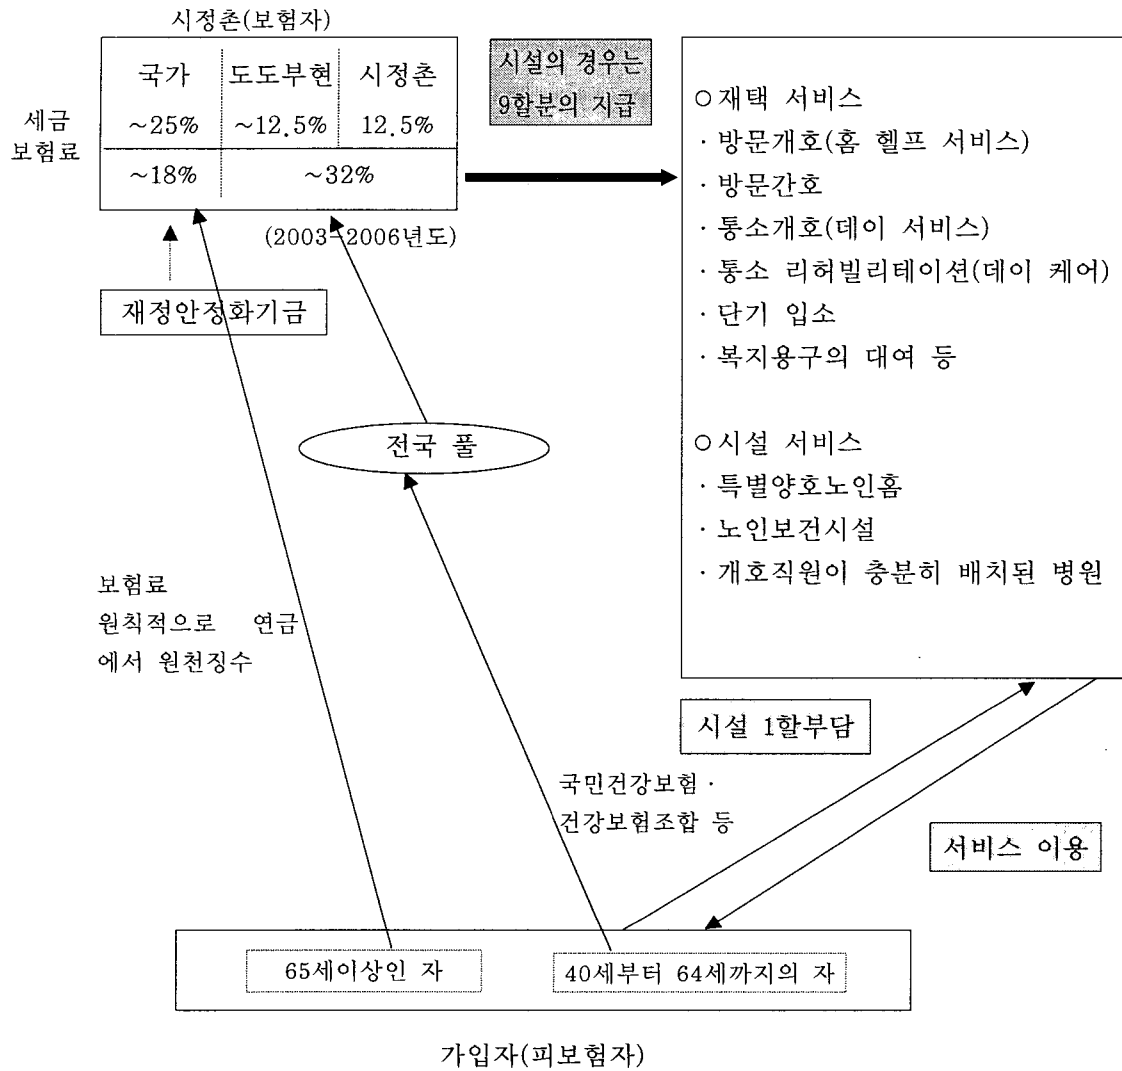 시정촌(보험자)
국가 도도부현 시정촌
~25% ~12.5% 12.5%
세금
보험료
~18% ~32%
(2003-2006년도)
시설의 경우는
9할분의 지급
재정안정화기금
전국 풀
○재택 서비스
· 방문개호(홈 헬프 서비스)
· 방문간호
· 통소개호(데이 서비스)
· 통소 리허빌리테이션(데이 케어)
· 단기 입소
· 복지용구의 대여 등
○시설 서비스
· 특별양호노인홈
· 노인보건시설
· 개호직원이 충분히 배치된 병원
보험료
원칙적으로 연금
에서 원천징수
시설 1할부담
국민건강보험 ·
건강보험조합 등
서비스 이용
65세이상인 자
40세부터 64세까지의 자
가입자(피보험자)